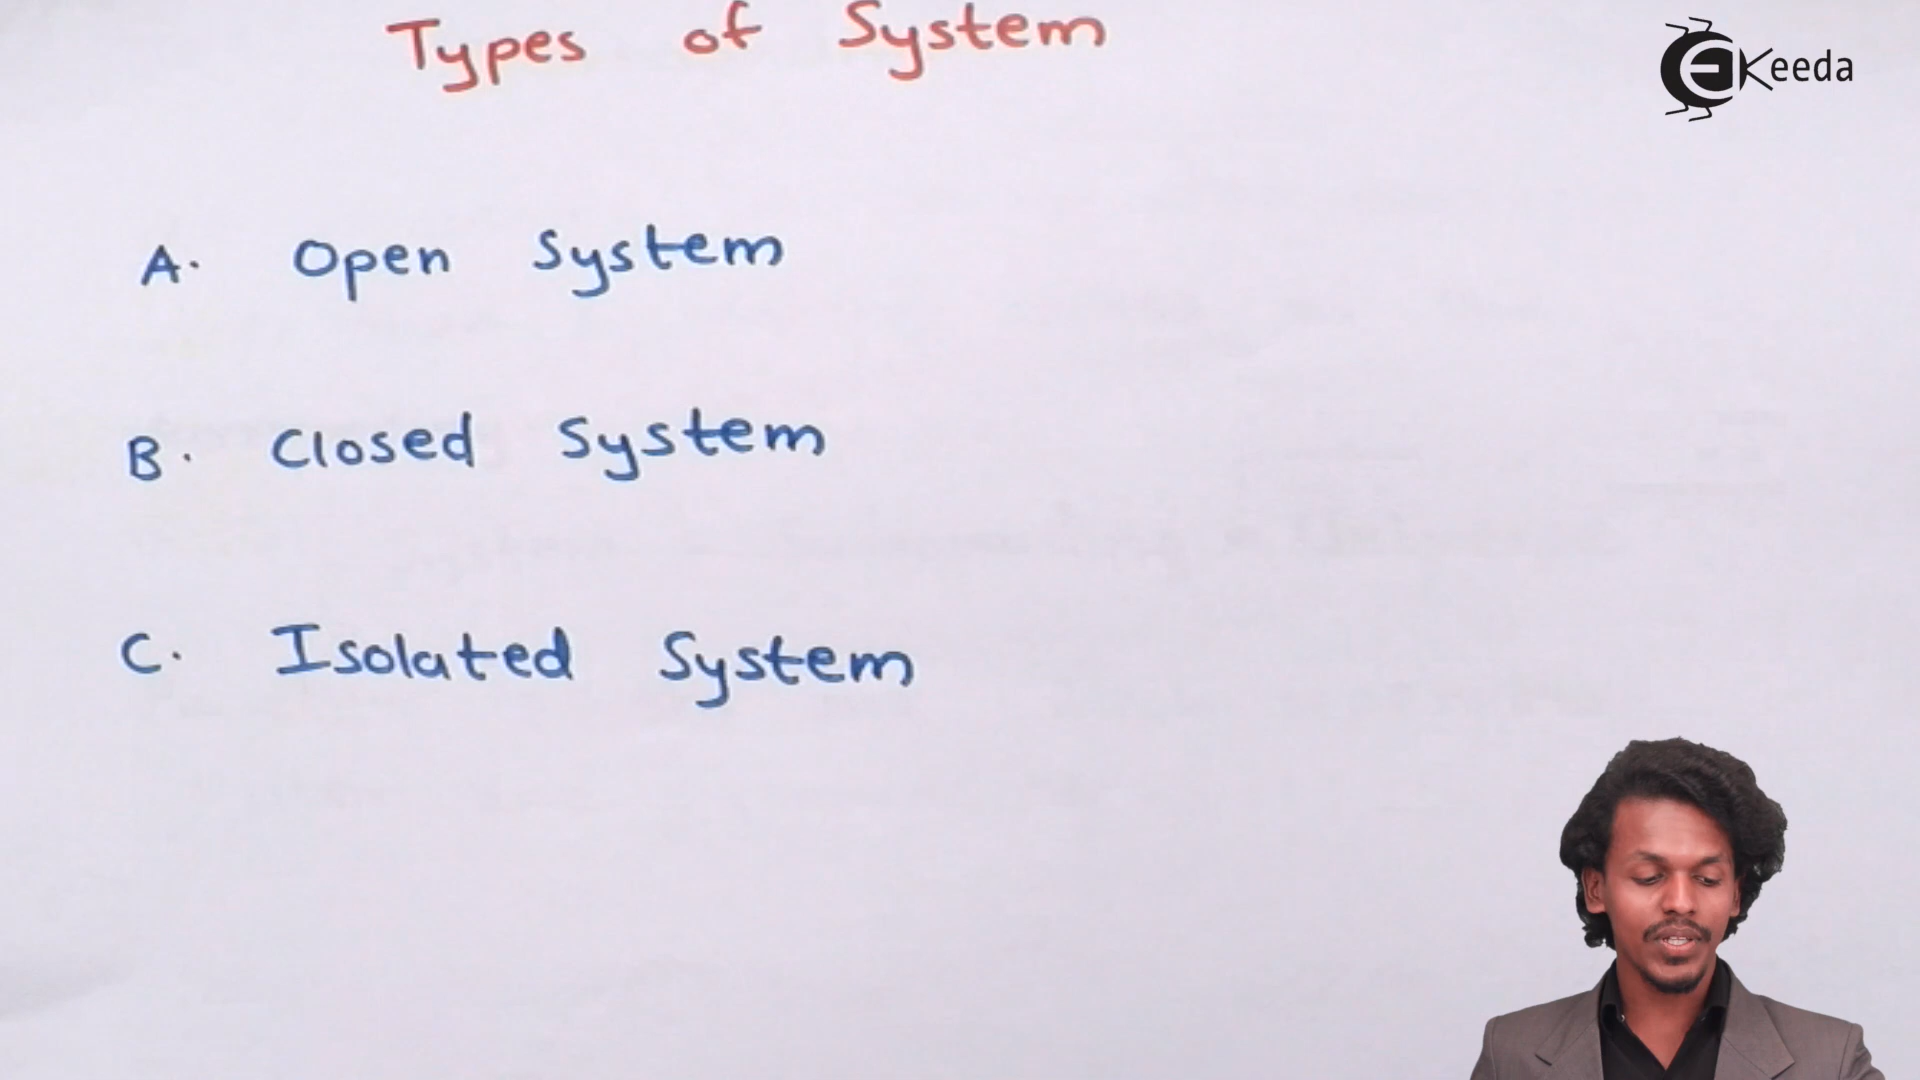 Types of System
EKeeda
A. Open System
B. Closed System
C. Isolated System